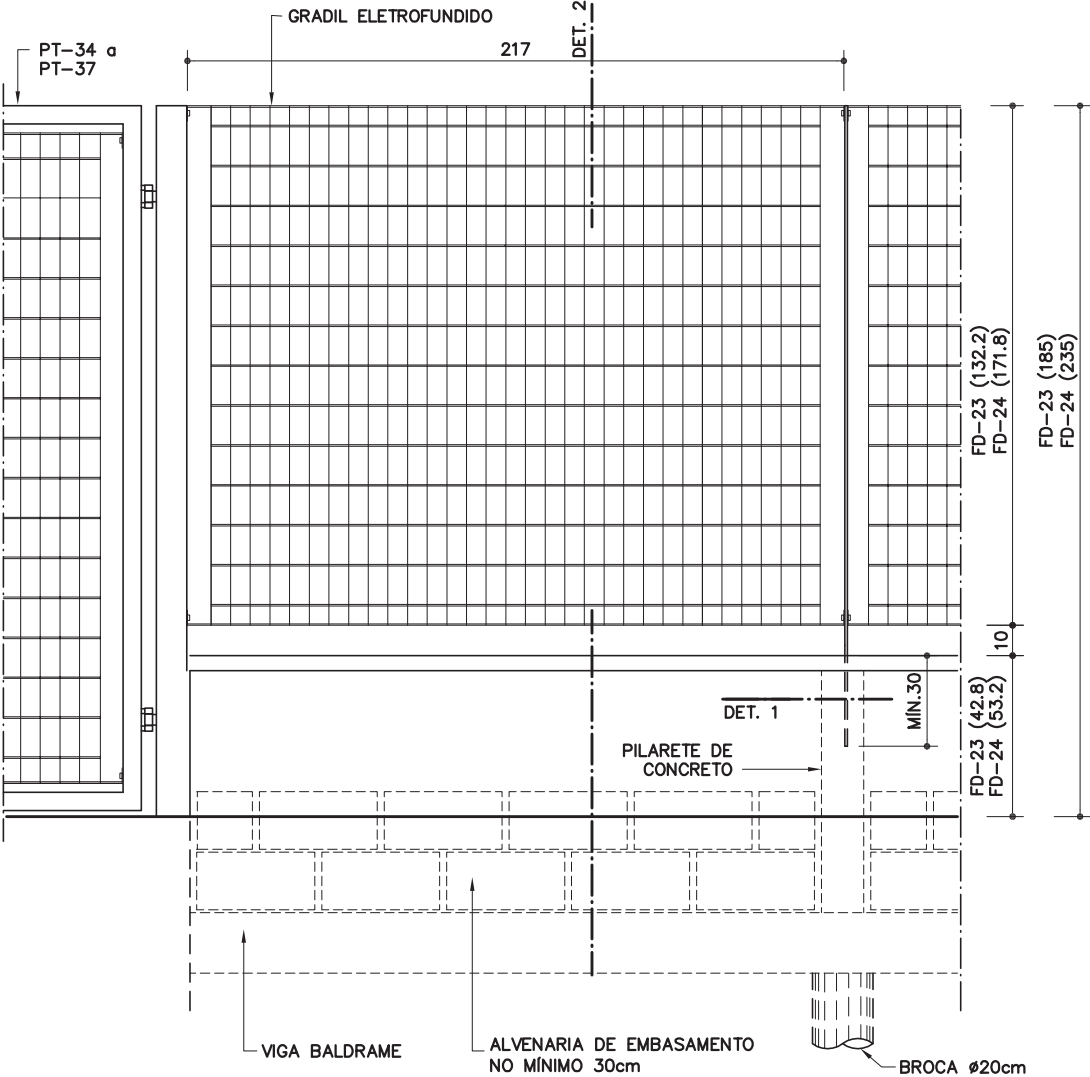 GRADIL ELETROFUNDIDO
DET. 2
PT-34 a
PT-37
217
FD-23 (132.2)
FD-24 (171.8)
FD-23 (185)
FD-24 (235)
10
MÍN.30
FD-23 (42.8)
FD-24 (53.2)
DET. 1
PILARETE DE
CONCRETO
VIGA BALDRAME
ALVENARIA DE EMBASAMENTO
NO MÍNIMO 30cm
BROCA ø20cm